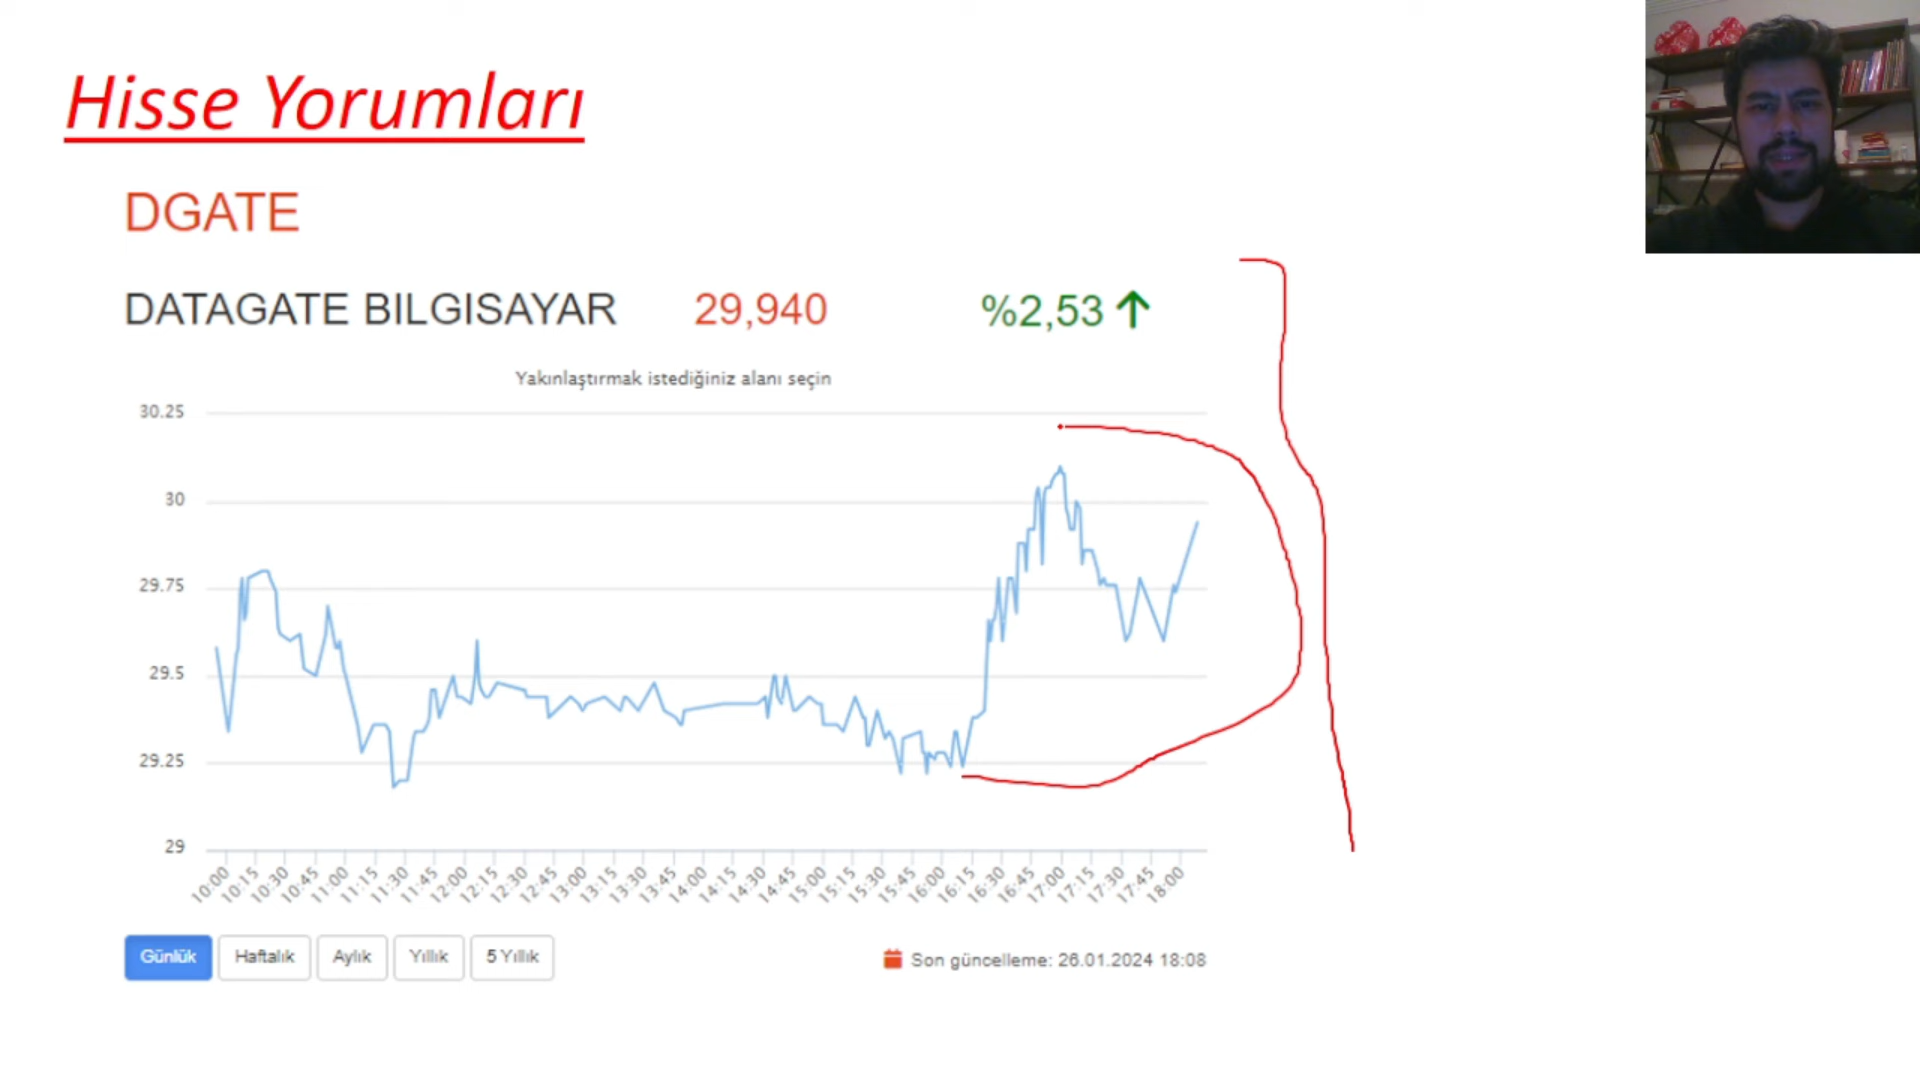 Hisse Yorumları
DGATE
DATAGATE BILGISAYAR 29,940 %2,53
Yakınlaştırmak istediğiniz alanı seçin
30.25
30
29.75
29.5
29.25
29
10:00 10:15 10:30 10:45 11:00 11:15 11:30 11:45 12:00 12:15 12:30 12:45 13:00 13:15 13:30 13:45 14:00 14:15 14:30 14:45 15:00 15:15 15:30 15:45 16:00 16:15 16:30 16:45 17:00 17:15 17:30 17:45 18:00
Günlük Haftalık Aylık Yıllık 5 Yıllık
Son güncelleme: 26.01.2024 18:08